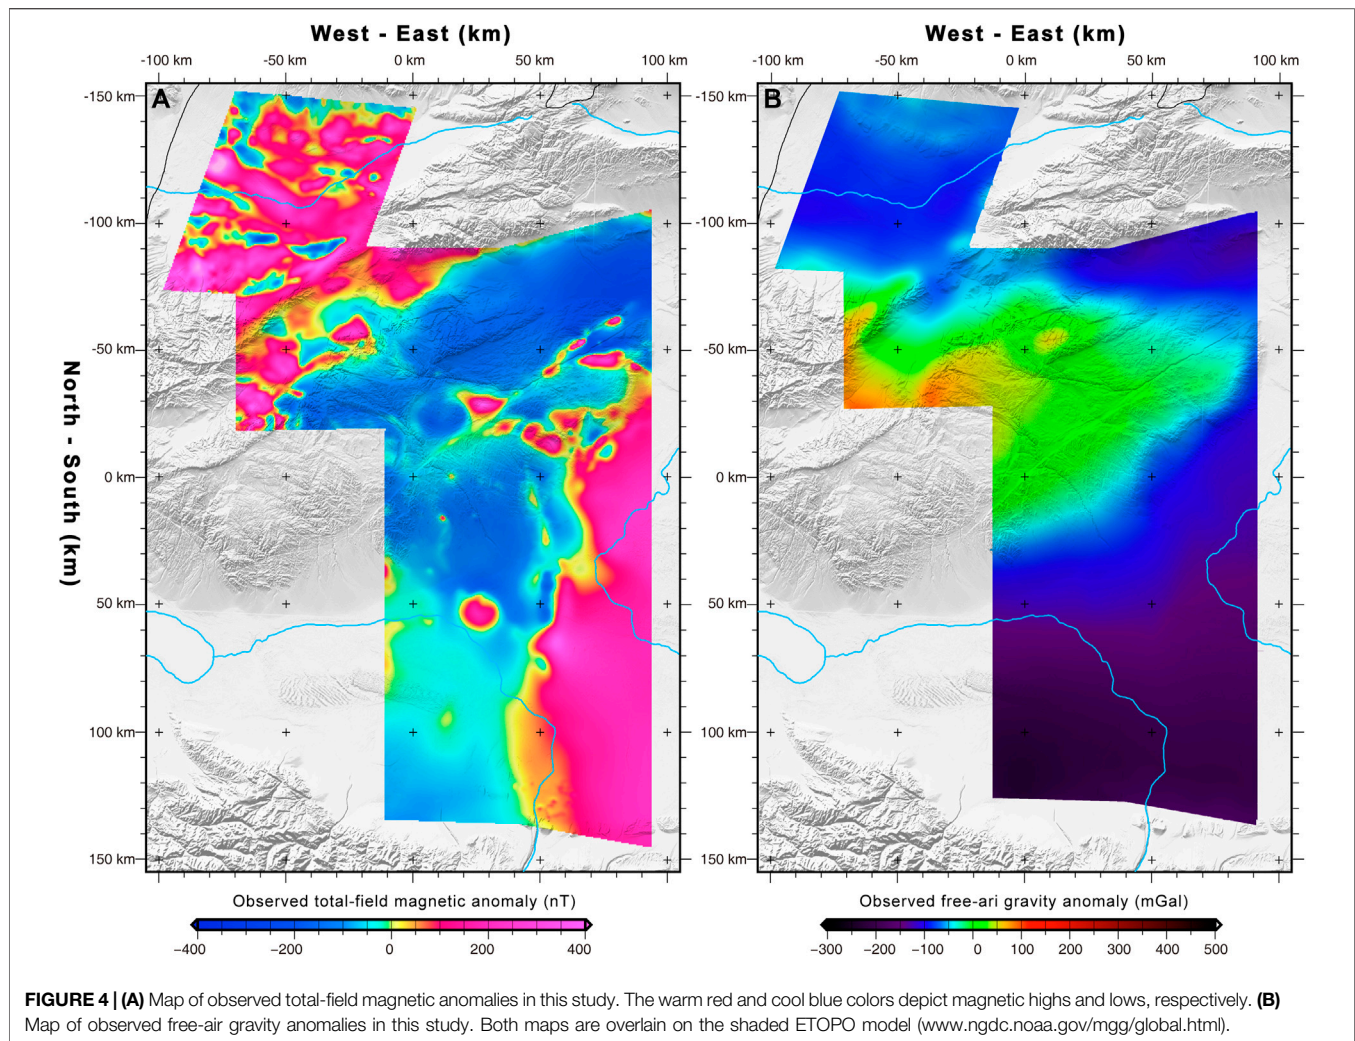 West - East (km)
West - East (km)
-100 km -50 km 0 km 50 km 100 km
-100 km -50 km 0 km 50 km 100 km
A
B
-150 km
-100 km
-50 km
0 km
50 km
100 km
150 km
North - South (km)
-150 km
-100 km
-50 km
0 km
50 km
100 km
150 km
Observed total-field magnetic anomaly (nT)
−400 −200 0 200 400
Observed free-ari gravity anomaly (mGal)
−300 −200 −100 0 100 200 300 400 500
FIGURE 4 | (A) Map of observed total-field magnetic anomalies in this study. The warm red and cool blue colors depict magnetic highs and lows, respectively. (B)
Map of observed free-air gravity anomalies in this study. Both maps are overlain on the shaded ETOPO model (www.ngdc.noaa.gov/mgg/global.html).